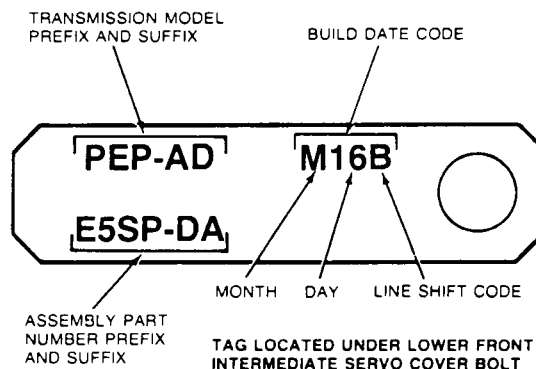 TRANSMISSION MODEL
PREFIX AND SUFFIX
BUILD DATE CODE
PEP-AD
M16B
E5SP-DA
MONTH
DAY
LINE SHIFT CODE
ASSEMBLY PART
NUMBER PREFIX
AND SUFFIX
TAG LOCATED UNDER LOWER FRONT
INTERMEDIATE SERVO COVER BOLT